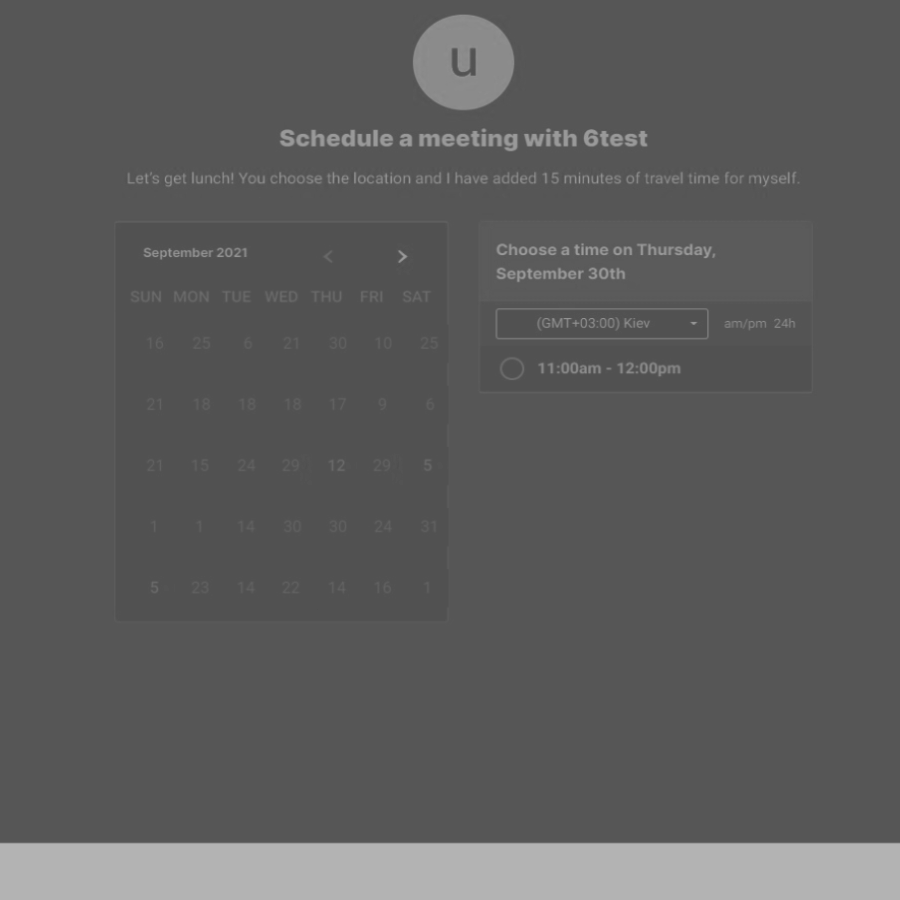 u
Schedule a meeting with 6test
Let's get lunch! You choose the location and I have added 15 minutes of travel time for myself.
September 2021
SUN MON TUE WED THU FRI SAT
16 25 6 21 30 10 25
21 18 18 18 17 9 6
21 15 24 29 12 29 5
1 1 14 30 30 24 31
5 23 14 22 14 16 1
Choose a time on Thursday,
September 30th
(GMT+03:00) Kiev
am/pm 24h
11:00am - 12:00pm